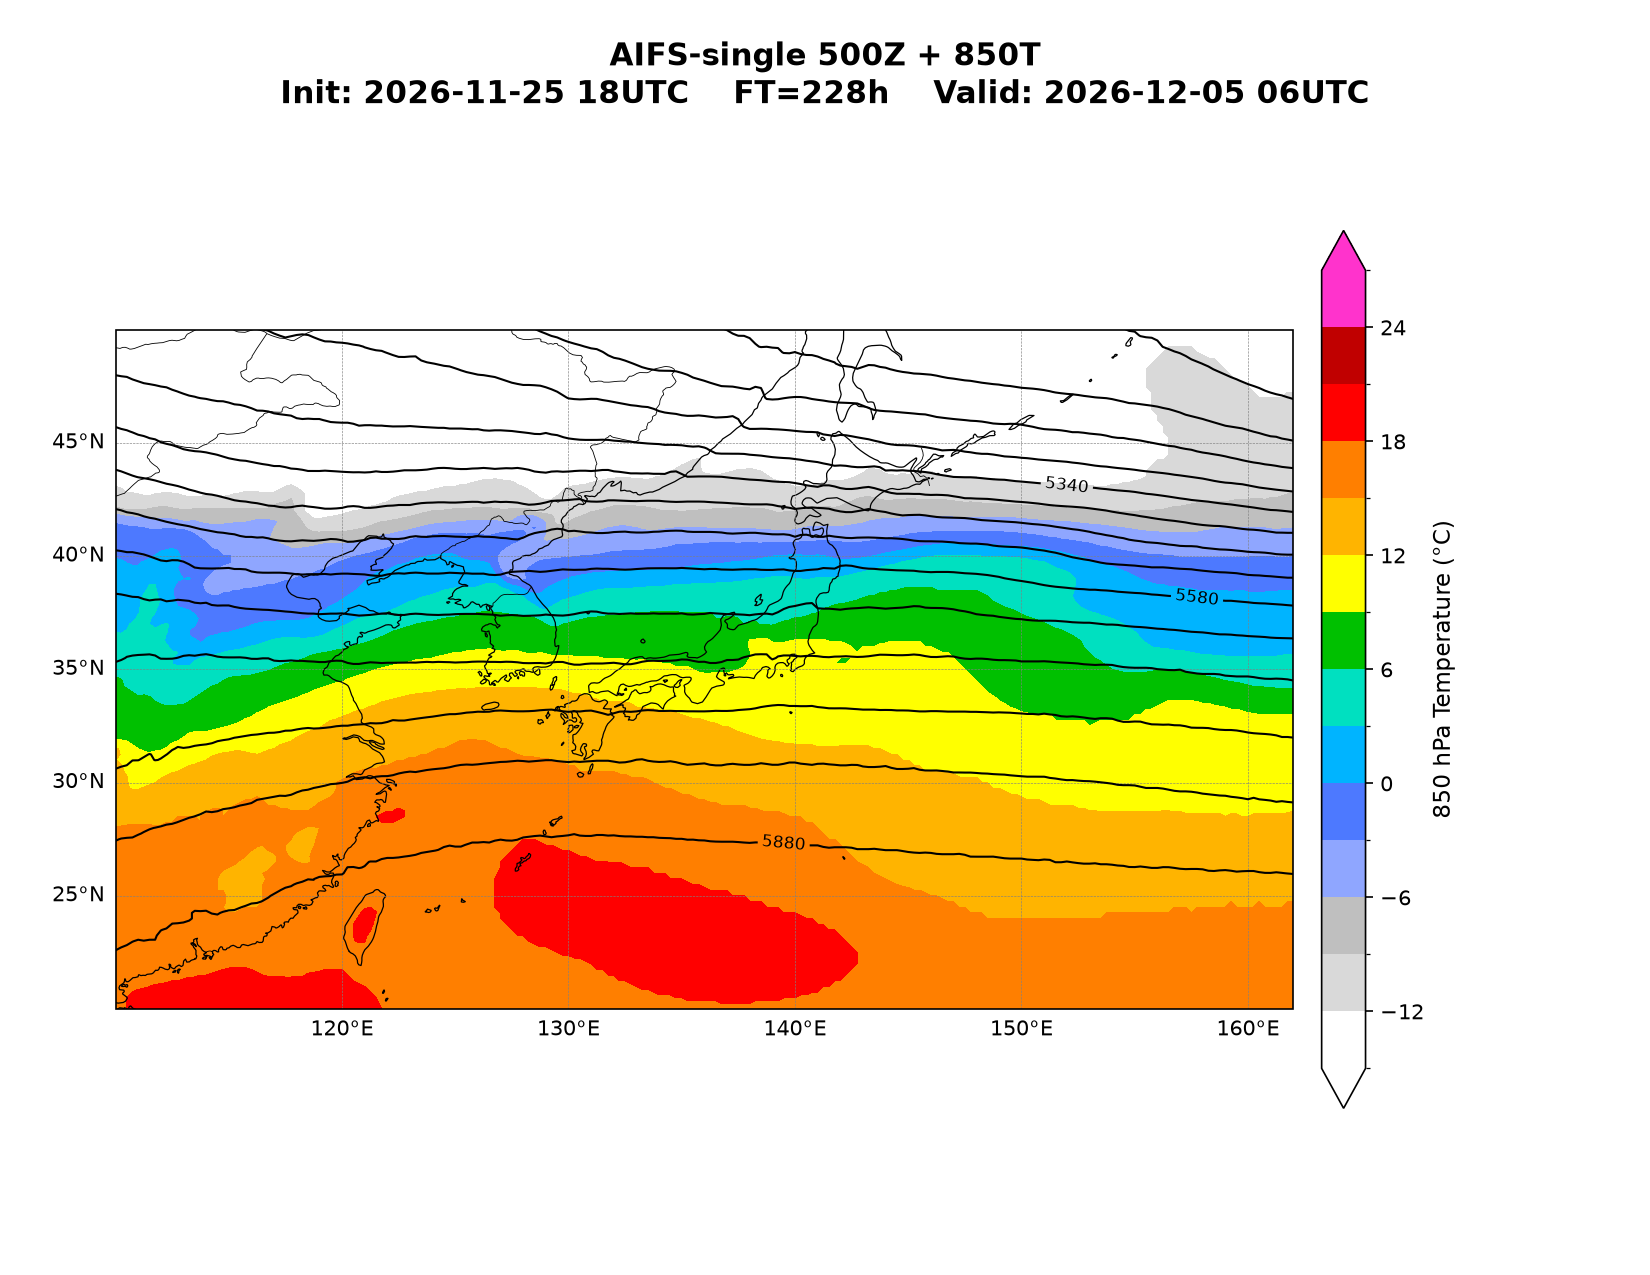 AIFS-single 500Z + 850T
Init: 2026-11-25 18UTC    FT=228h    Valid: 2026-12-05 06UTC
24
45°N
18
5340
40°N
12
5580
35°N
6
850 hPa Temperature (°C)
30°N
0
5880
25°N
−6
−12
120°E
130°E
140°E
150°E
160°E